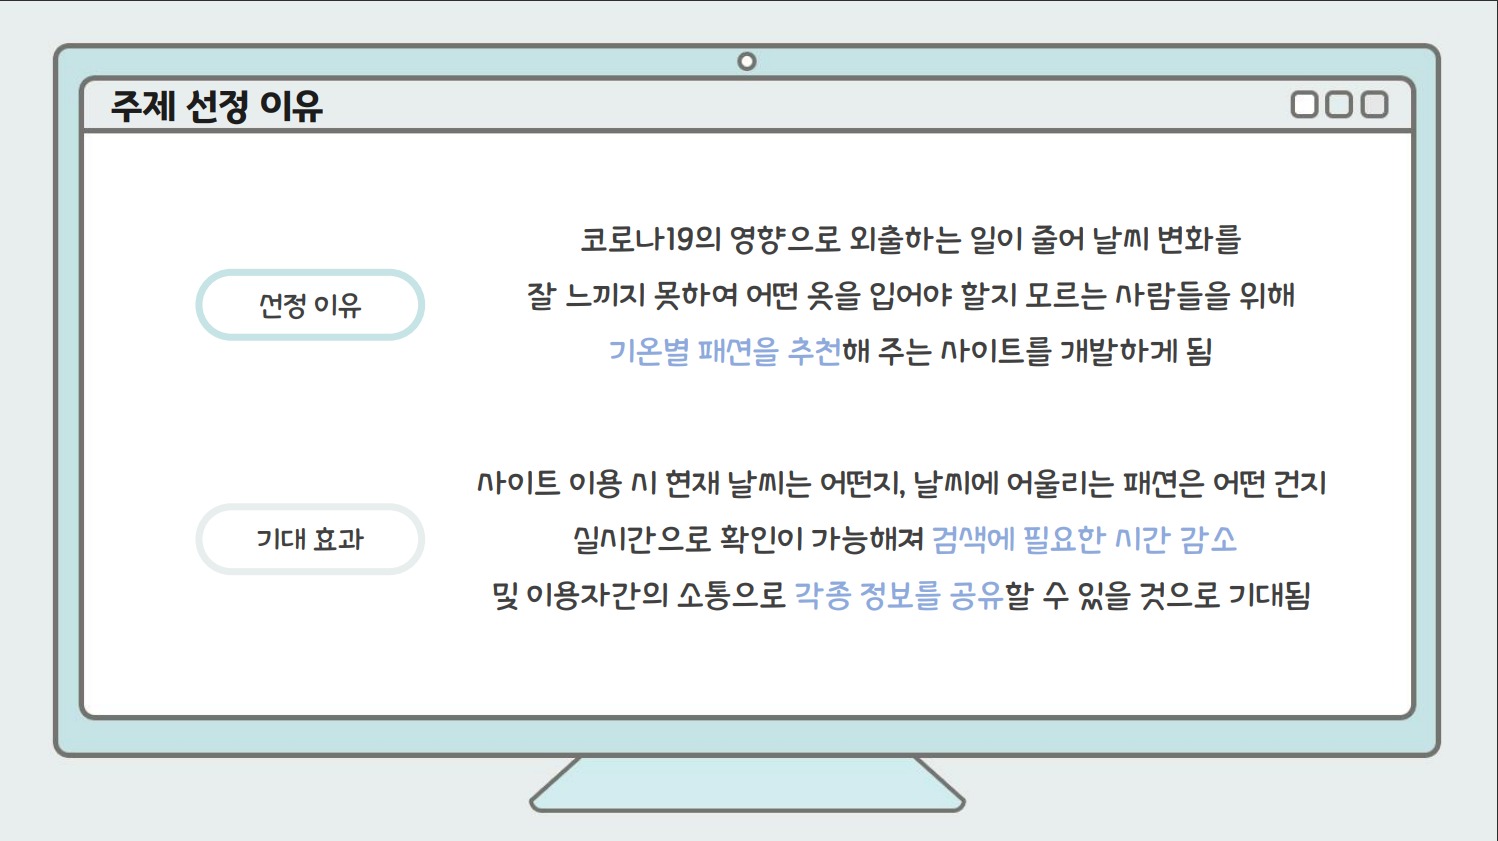 주제 선정 이유
선정 이유
코로나19의 영향으로 외출하는 일이 줄어 날씨 변화를
잘 느끼지 못하여 어떤 옷을 입어야 할지 모르는 사람들을 위해
기온별 패션을 추천해 주는 사이트를 개발하게 됨
기대 효과
사이트 이용 시 현재 날씨는 어떤지, 날씨에 어울리는 패션은 어떤 건지
실시간으로 확인이 가능해져 검색에 필요한 시간 감소
및 이용자간의 소통으로 각종 정보를 공유할 수 있을 것으로 기대됨